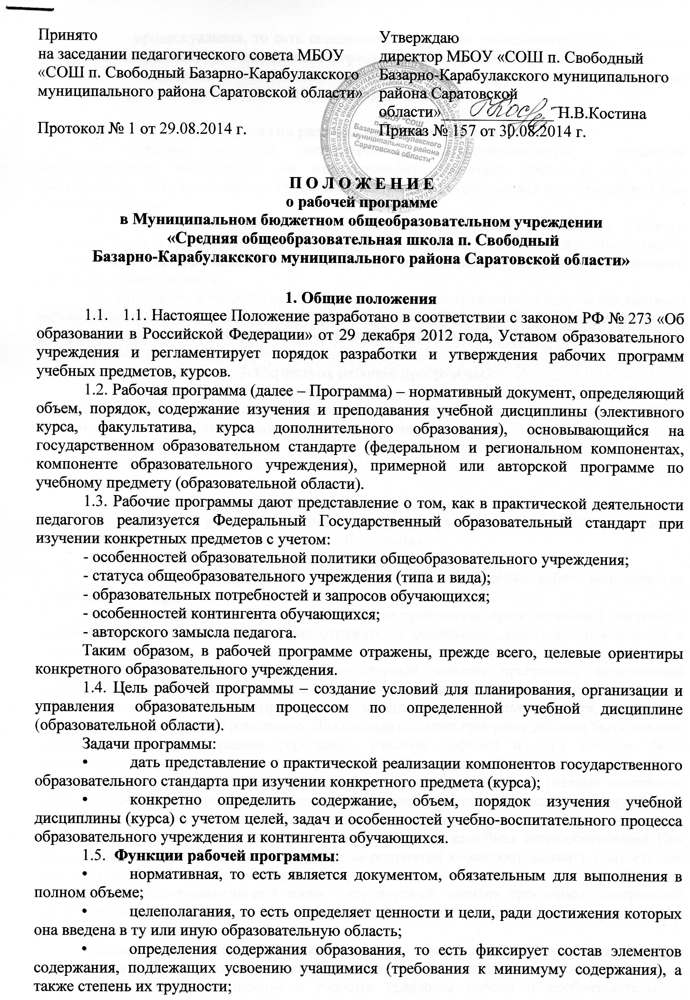 Принято
на заседании педагогического совета МБОУ
«СОШ п. Свободный Базарно-Карабулакского
муниципального района Саратовской области»
Протокол № 1 от 29.08.2014 г.
Утверждаю
директор МБОУ «СОШ п. Свободный
Базарно-Карабулакского муниципального
района Саратовской
области» Н.В.Костина
Приказ № 157 от 30.08.2014 г.
МБОУ "СОШ
п. Свободный
Базарно-Карабулакского
муниципального района
Саратовской области"
П О Л О Ж Е Н И Е
о рабочей программе
в Муниципальном бюджетном общеобразовательном учреждении
«Средняя общеобразовательная школа п. Свободный
Базарно-Карабулакского муниципального района Саратовской области»
1. Общие положения
1.1. 1.1. Настоящее Положение разработано в соответствии с законом РФ № 273 «Об
образовании в Российской Федерации» от 29 декабря 2012 года, Уставом образовательного
учреждения и регламентирует порядок разработки и утверждения рабочих программ
учебных предметов, курсов.
1.2. Рабочая программа (далее – Программа) – нормативный документ, определяющий
объем, порядок, содержание изучения и преподавания учебной дисциплины (элективного
курса, факультатива, курса дополнительного образования), основывающийся на
государственном образовательном стандарте (федеральном и региональном компонентах,
компоненте образовательного учреждения), примерной или авторской программе по
учебному предмету (образовательной области).
1.3. Рабочие программы дают представление о том, как в практической деятельности
педагогов реализуется Федеральный Государственный образовательный стандарт при
изучении конкретных предметов с учетом:
- особенностей образовательной политики общеобразовательного учреждения;
- статуса общеобразовательного учреждения (типа и вида);
- образовательных потребностей и запросов обучающихся;
- особенностей контингента обучающихся;
- авторского замысла педагога.
Таким образом, в рабочей программе отражены, прежде всего, целевые ориентиры
конкретного образовательного учреждения.
1.4. Цель рабочей программы – создание условий для планирования, организации и
управления образовательным процессом по определенной учебной дисциплине
(образовательной области).
Задачи программы:
• дать представление о практической реализации компонентов государственного
образовательного стандарта при изучении конкретного предмета (курса);
• конкретно определить содержание, объем, порядок изучения учебной
дисциплины (курса) с учетом целей, задач и особенностей учебно-воспитательного процесса
образовательного учреждения и контингента обучающихся.
1.5. Функции рабочей программы:
• нормативная, то есть является документом, обязательным для выполнения в
полном объеме;
• целеполагания, то есть определяет ценности и цели, ради достижения которых
она введена в ту или иную образовательную область;
• определения содержания образования, то есть фиксирует состав элементов
содержания, подлежащих усвоению учащимися (требования к минимуму содержания), а
также степень их трудности;